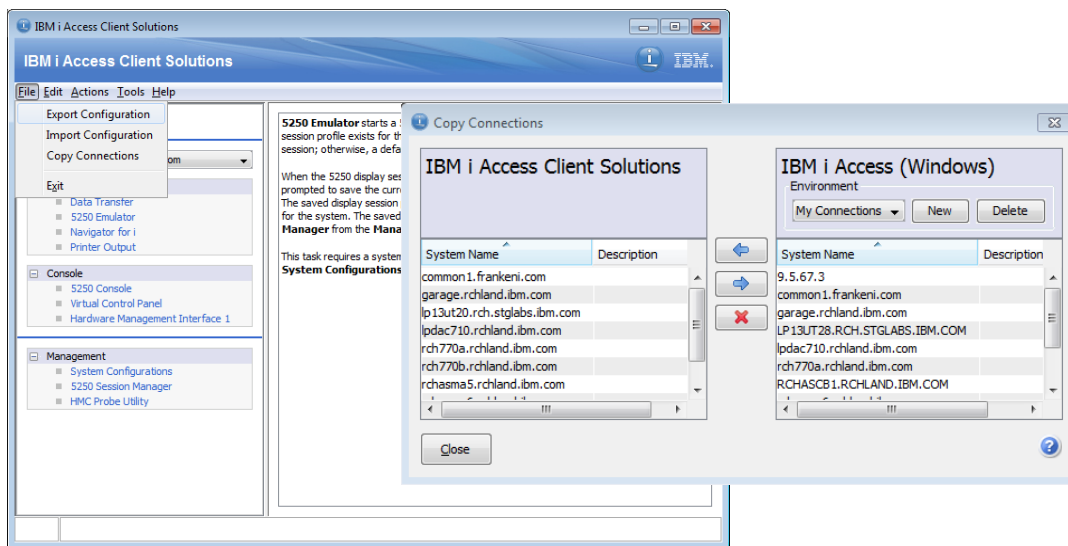 IBM i Access Client Solutions
IBM i Access Client Solutions
IBM.
File Edit Actions Tools Help
Export Configuration
Import Configuration
Copy Connections
Exit
om
Data Transfer
5250 Emulator
Navigator for i
Printer Output
Console
5250 Console
Virtual Control Panel
Hardware Management Interface 1
Management
System Configurations
5250 Session Manager
HMC Probe Utility
5250 Emulator starts a
session profile exists for th
session; otherwise, a defa
When the 5250 display ses
prompted to save the curr
The saved display session
for the system. The saved
Manager from the Mana
This task requires a system
System Configurations
Copy Connections
IBM i Access Client Solutions
System Name Description
common1.frankeni.com
garage.rchland.ibm.com
lp13ut20.rch.stglabs.ibm.com
lpdac710.rchland.ibm.com
rch770a.rchland.ibm.com
rch770b.rchland.ibm.com
rchasma5.rchland.ibm.com
Close
IBM i Access (Windows)
Environment
My Connections New Delete
System Name Description
9.5.67.3
common1.frankeni.com
garage.rchland.ibm.com
LP13UT28.RCH.STGLABS.IBM.COM
lpdac710.rchland.ibm.com
rch770a.rchland.ibm.com
RCHASCB1.RCHLAND.IBM.COM